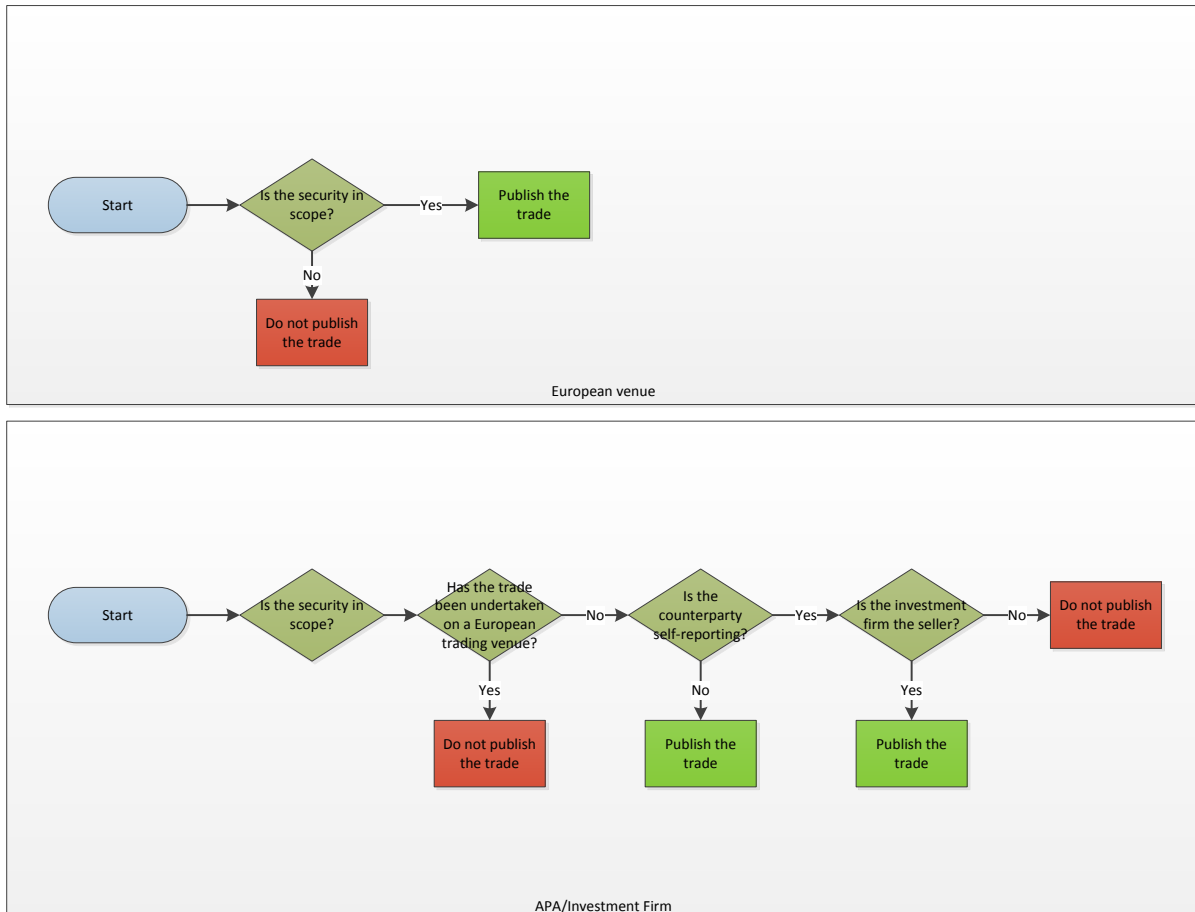 Start
Is the security in
scope?
Yes
Publish the
trade
No
Do not publish
the trade
European venue
Start
Is the security in
scope?
Has the trade
been undertaken
on a European
trading venue?
No
Is the
counterparty
self-reporting?
Yes
Is the investment
firm the seller?
No
Do not publish
the trade
Yes
No
Yes
Do not publish
the trade
Publish the
trade
Publish the
trade
APA/Investment Firm